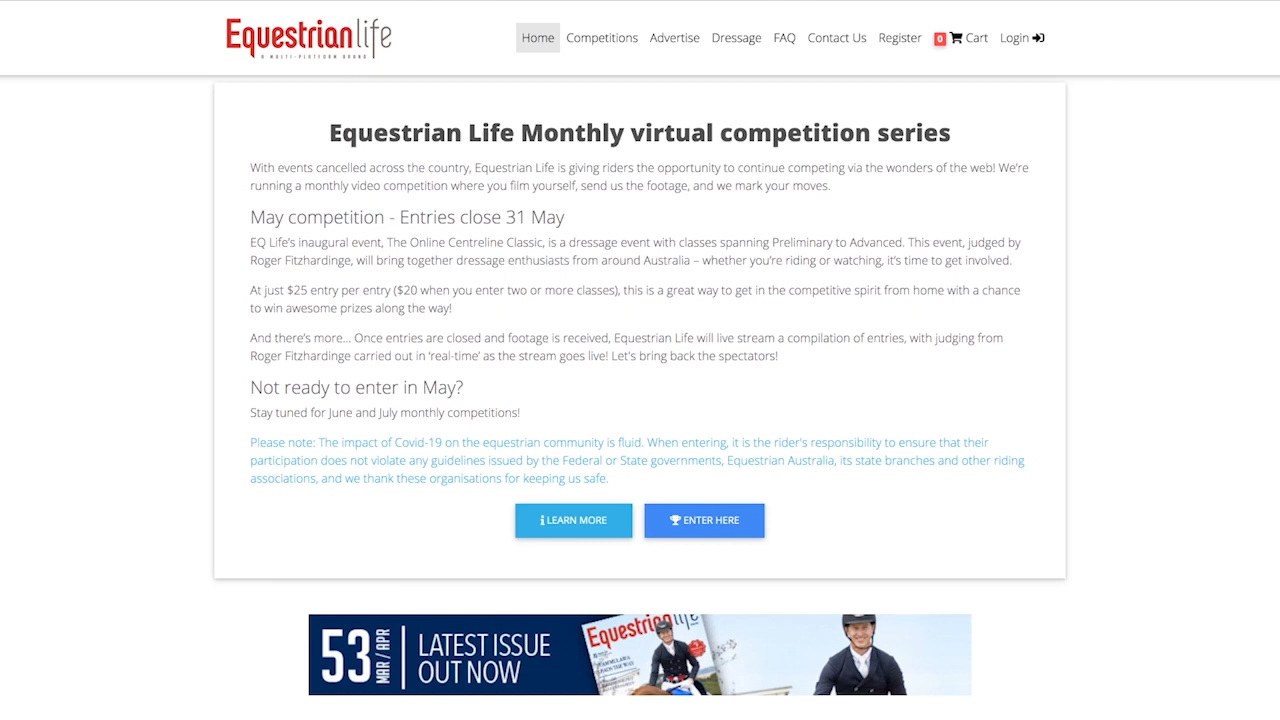 Equestrianlife
A MULTI-PLATFORM BRAND
Home Competitions Advertise Dressage FAQ Contact Us Register 0 Cart Login
Equestrian Life Monthly virtual competition series
With events cancelled across the country, Equestrian Life is giving riders the opportunity to continue competing via the wonders of the web! We're
running a monthly video competition where you film yourself, send us the footage, and we mark your moves.
May competition - Entries close 31 May
EQ Life's inaugural event, The Online Centreline Classic, is a dressage event with classes spanning Preliminary to Advanced. This event, judged by
Roger Fitzhardinge, will bring together dressage enthusiasts from around Australia – whether you're riding or watching, it's time to get involved.
At just $25 entry per entry ($20 when you enter two or more classes), this is a great way to get in the competitive spirit from home with a chance
to win awesome prizes along the way!
And there's more... Once entries are closed and footage is received, Equestrian Life will live stream a compilation of entries, with judging from
Roger Fitzhardinge carried out in 'real-time' as the stream goes live! Let's bring back the spectators!
Not ready to enter in May?
Stay tuned for June and July monthly competitions!
Please note: The impact of Covid-19 on the equestrian community is fluid. When entering, it is the rider's responsibility to ensure that their
participation does not violate any guidelines issued by the Federal or State governments, Equestrian Australia, its state branches and other riding
associations, and we thank these organisations for keeping us safe.
LEARN MORE ENTER HERE
53 MAR / APR
LATEST ISSUE
OUT NOW
Equestrianlife